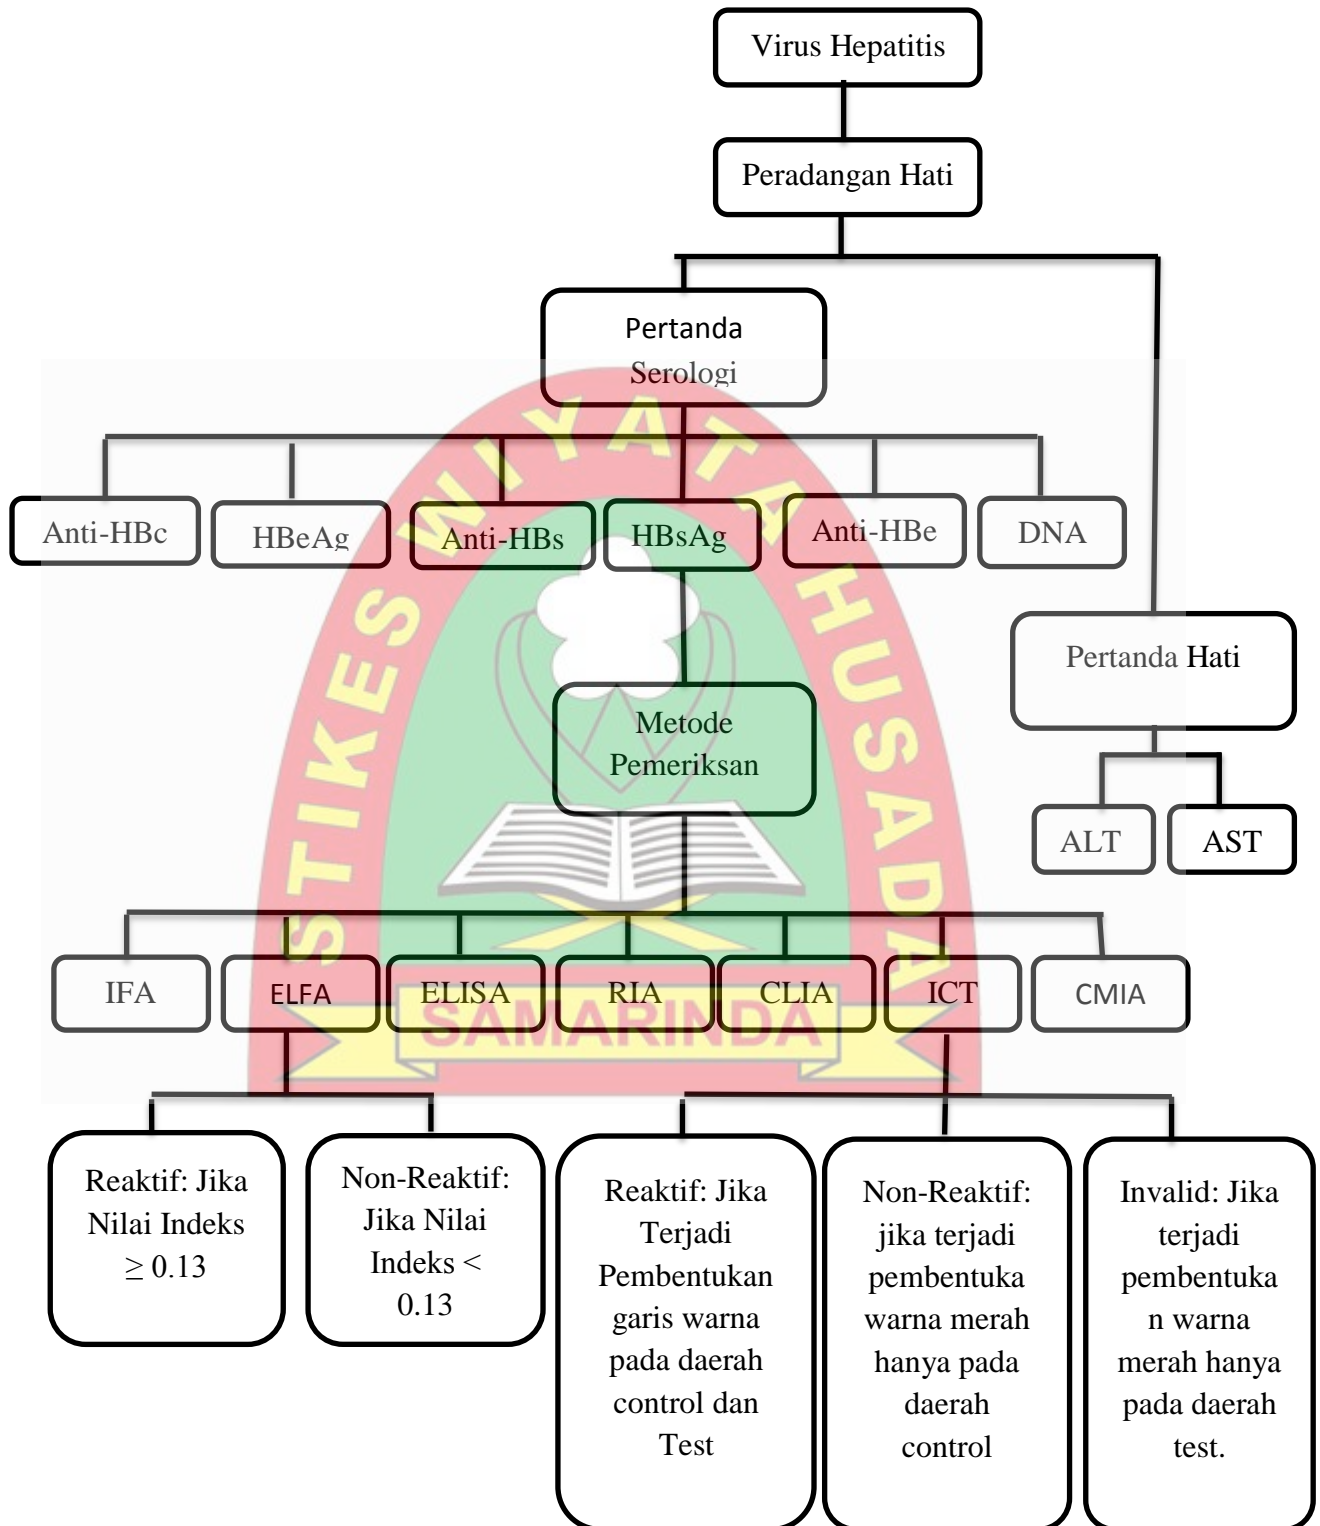 Virus Hepatitis
Peradangan Hati
Pertanda
Serologi
Anti-HBc
HBeAg
Anti-HBs
HBsAg
Anti-HBe
DNA
Pertanda Hati
Metode
Pemeriksan
ALT
AST
IFA
ELFA
ELISA
RIA
CLIA
ICT
CMIA
Reaktif: Jika
Nilai Indeks
≥ 0.13
Non-Reaktif:
Jika Nilai
Indeks <
0.13
Reaktif: Jika
Terjadi
Pembentukan
garis warna
pada daerah
control dan
Test
Non-Reaktif:
jika terjadi
pembentuka
warna merah
hanya pada
daerah
control
Invalid: Jika
terjadi
pembentuka
n warna
merah hanya
pada daerah
test.
STIKES WIYATA HUSADA
SAMARINDA